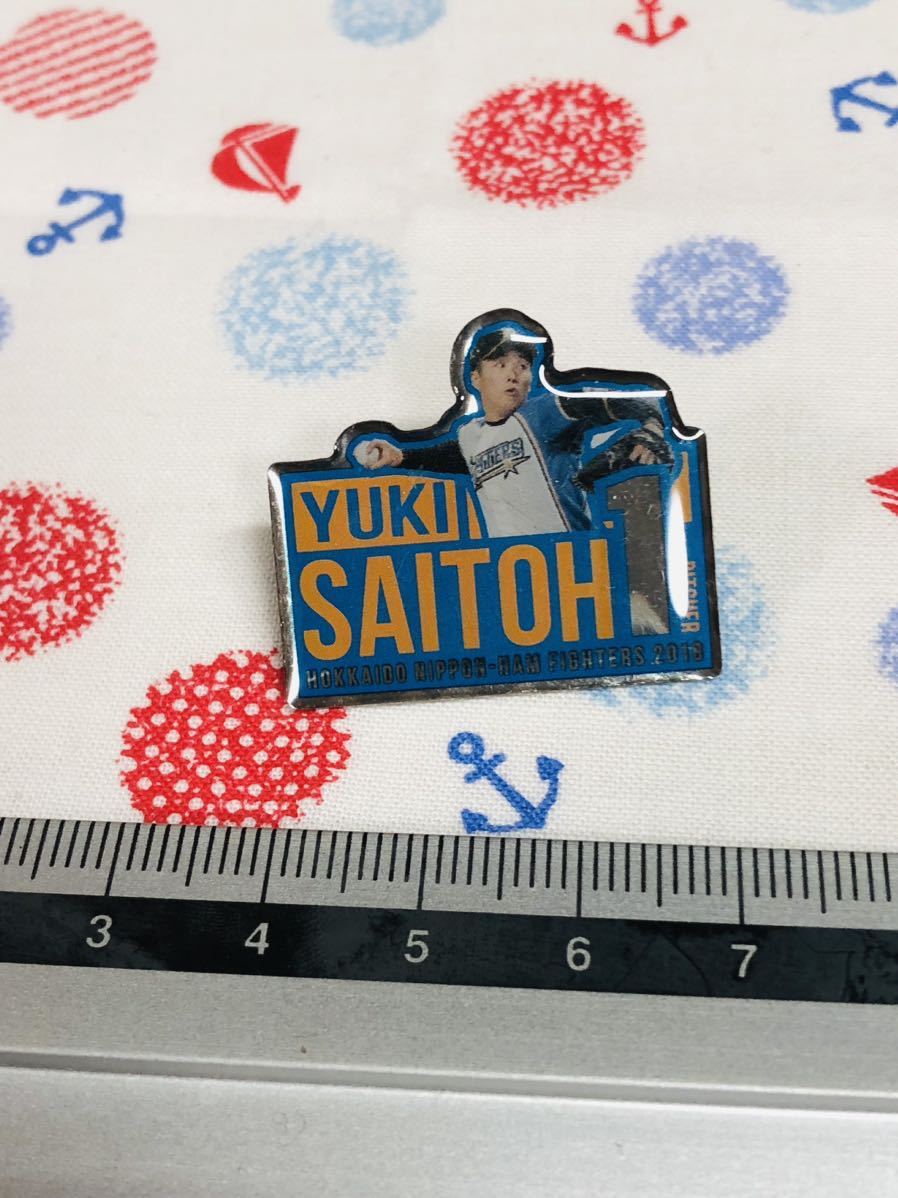 FIGHTERS
YUKI
SAITOH
1
PITCHER
HOKKAIDO NIPPON-HAM FIGHTERS 2018
3 4 5 6 7